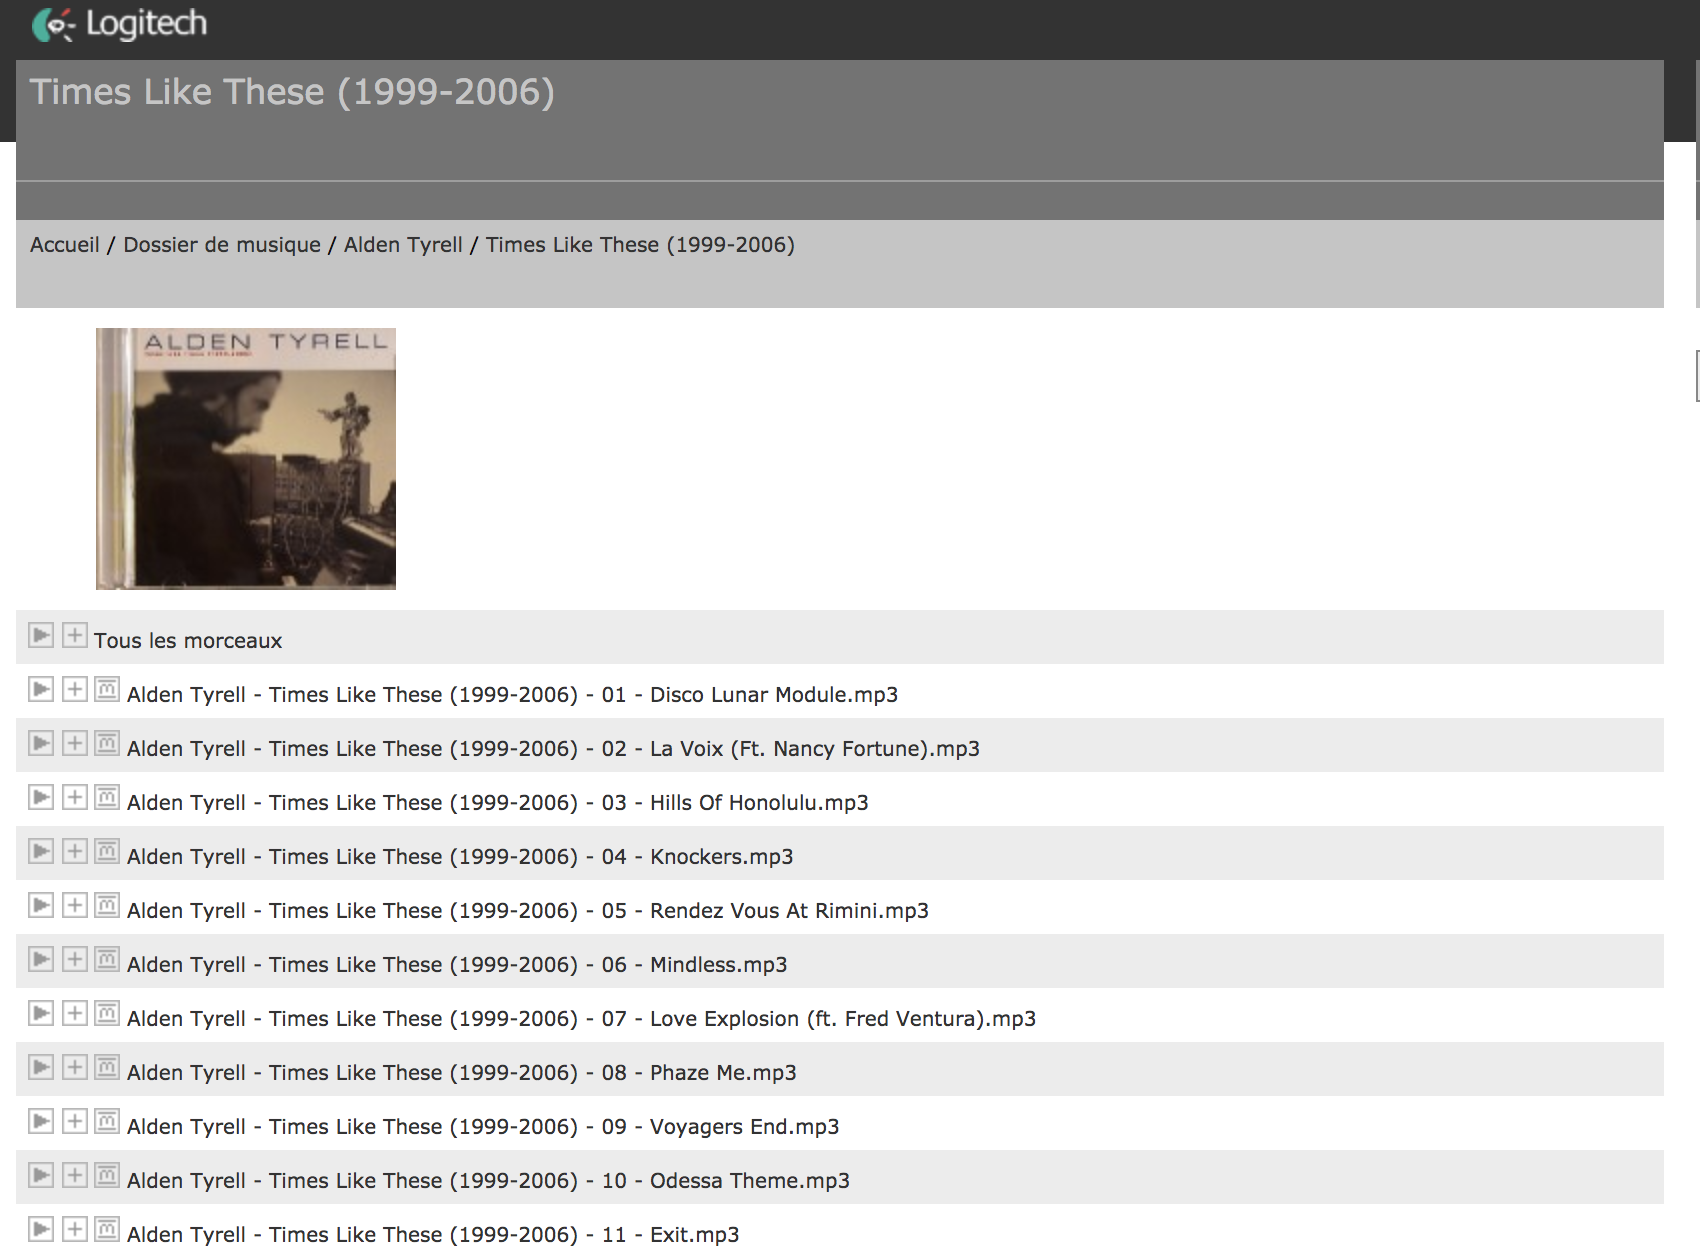 Logitech
Times Like These (1999-2006)
Accueil / Dossier de musique / Alden Tyrell / Times Like These (1999-2006)
ALDEN TYRELL
Tous les morceaux
Alden Tyrell - Times Like These (1999-2006) - 01 - Disco Lunar Module.mp3
Alden Tyrell - Times Like These (1999-2006) - 02 - La Voix (Ft. Nancy Fortune).mp3
Alden Tyrell - Times Like These (1999-2006) - 03 - Hills Of Honolulu.mp3
Alden Tyrell - Times Like These (1999-2006) - 04 - Knockers.mp3
Alden Tyrell - Times Like These (1999-2006) - 05 - Rendez Vous At Rimini.mp3
Alden Tyrell - Times Like These (1999-2006) - 06 - Mindless.mp3
Alden Tyrell - Times Like These (1999-2006) - 07 - Love Explosion (ft. Fred Ventura).mp3
Alden Tyrell - Times Like These (1999-2006) - 08 - Phaze Me.mp3
Alden Tyrell - Times Like These (1999-2006) - 09 - Voyagers End.mp3
Alden Tyrell - Times Like These (1999-2006) - 10 - Odessa Theme.mp3
Alden Tyrell - Times Like These (1999-2006) - 11 - Exit.mp3